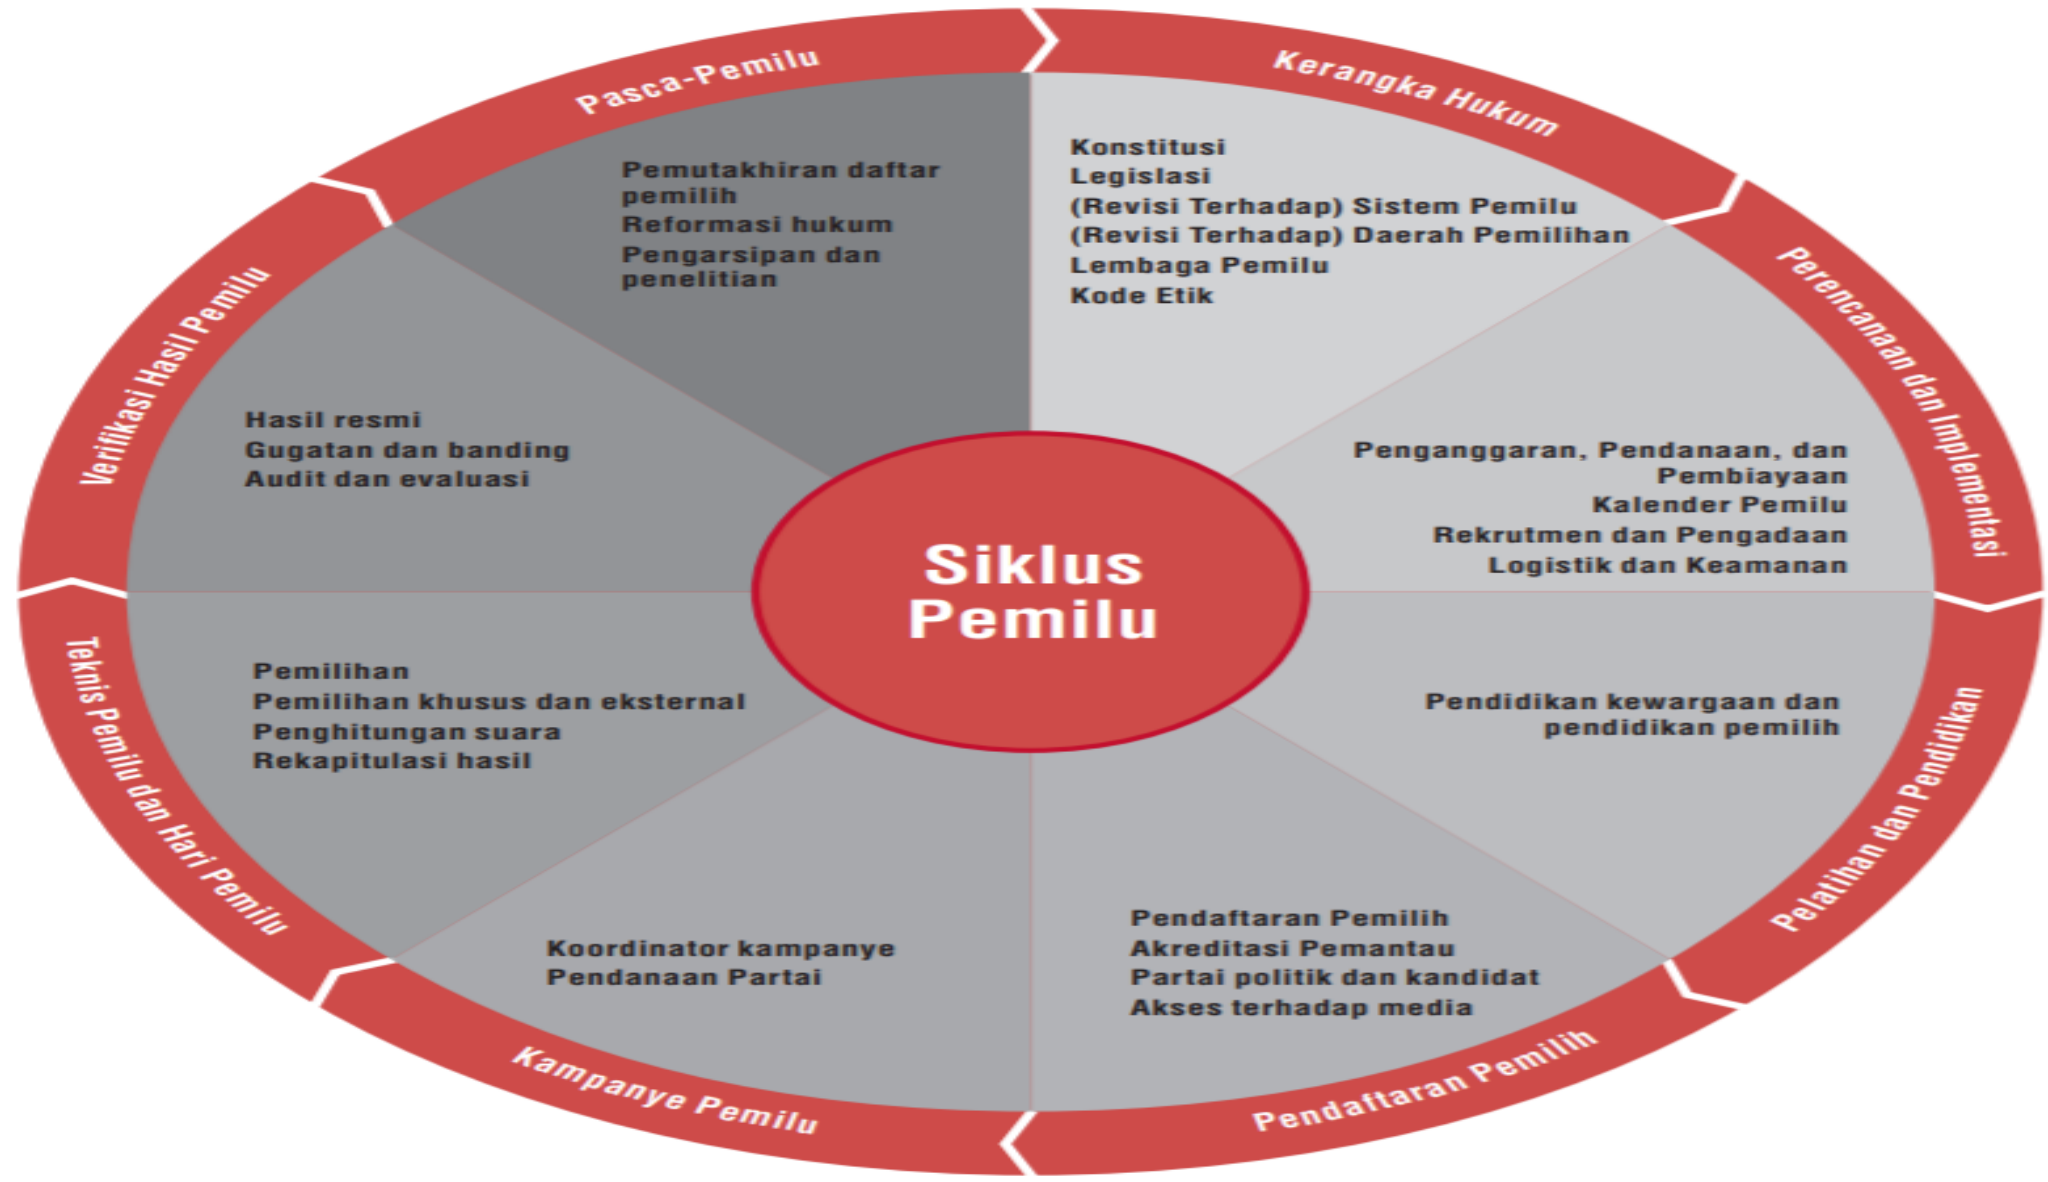 Siklus
Pemilu
Kerangka Hukum
Konstitusi
Legislasi
(Revisi Terhadap) Sistem Pemilu
(Revisi Terhadap) Daerah Pemilihan
Lembaga Pemilu
Kode Etik
Perencanaan dan Implementasi
Penganggaran, Pendanaan, dan
Pembiayaan
Kalender Pemilu
Rekrutmen dan Pengadaan
Logistik dan Keamanan
Pelatihan dan Pendidikan
Pendidikan kewargaan dan
pendidikan pemilih
Pendaftaran Pemilih
Pendaftaran Pemilih
Akreditasi Pemantau
Partai politik dan kandidat
Akses terhadap media
Kampanye Pemilu
Koordinator kampanye
Pendanaan Partai
Teknis Pemilu dan Hari Pemilu
Pemilihan
Pemilihan khusus dan eksternal
Penghitungan suara
Rekapitulasi hasil
Verifikasi Hasil Pemilu
Hasil resmi
Gugatan dan banding
Audit dan evaluasi
Pasca-Pemilu
Pemutakhiran daftar
pemilih
Reformasi hukum
Pengarsipan dan
penelitian